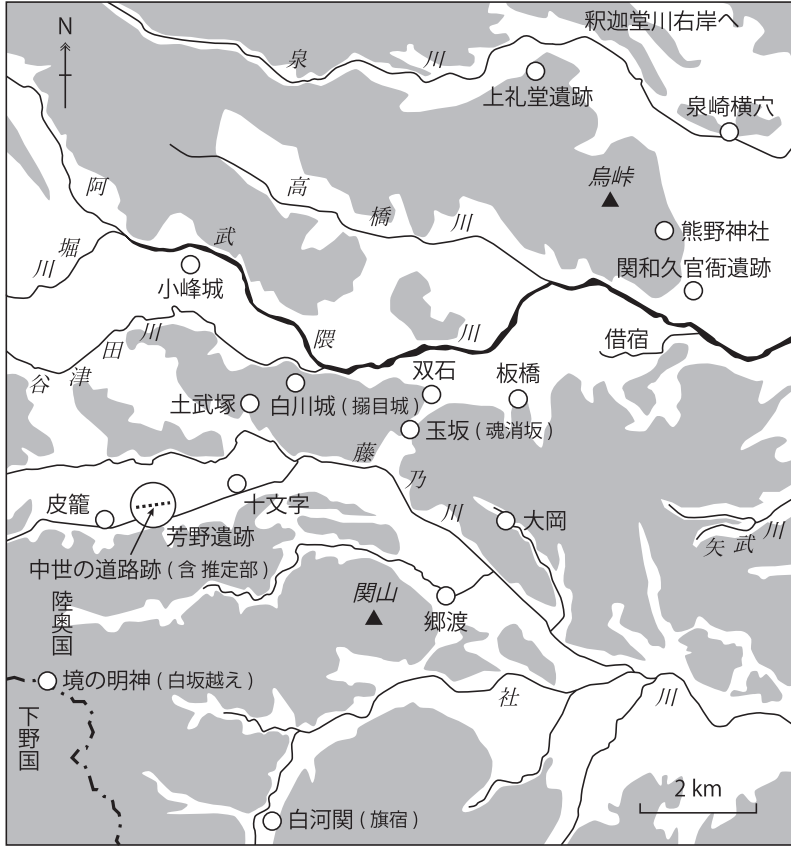 釈迦堂川右岸へ
N
泉川
上礼堂遺跡
泉崎横穴
烏峠
阿武隈川
高橋川
熊野神社
堀川
関和久官衙遺跡
小峰城
借宿
谷津田川
双石
板橋
土武塚
白川城(搦目城)
玉坂(魂消坂)
藤乃川
皮籠
十文字
大岡
芳野遺跡
矢武川
中世の道路跡(含 推定部)
関山
陸奥国
郷渡
境の明神(白坂越え)
社川
下野国
2 km
白河関(旗宿)